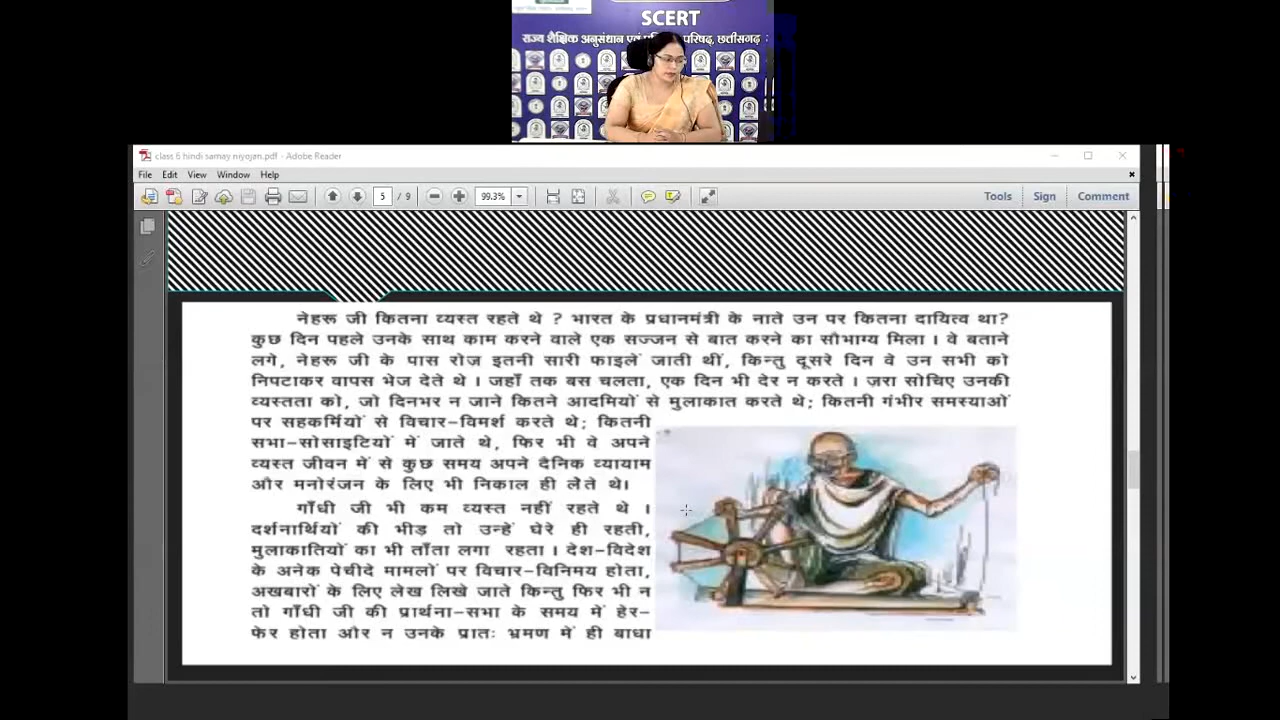 SCERT
राज्य शैक्षिक अनुसंधान एवं परिषद, छत्तीसगढ़
class 6 hindi samay niyojan.pdf - Adobe Reader
File Edit View Window Help
5 / 9 99.3% Tools Sign Comment
नेहरू जी कितना व्यस्त रहते थे ? भारत के प्रधानमंत्री के नाते उन पर कितना दायित्व था?
कुछ दिन पहले उनके साथ काम करने वाले एक सज्जन से बात करने का सौभाग्य मिला । वे बताने
लगे, नेहरू जी के पास रोज इतनी सारी फाइलें जाती थीं, किन्तु दूसरे दिन वे उन सभी को
निपटाकर वापस भेज देते थे । जहाँ तक बस चलता, एक दिन भी देर न करते । ज़रा सोचिए उनकी
व्यस्तता को, जो दिनभर न जाने कितने आदमियों से मुलाकात करते थे; कितनी गंभीर समस्याओं
पर सहकर्मियों से विचार-विमर्श करते थे; कितनी
सभा-सोसाइटियों में जाते थे, फिर भी वे अपने
व्यस्त जीवन में से कुछ समय अपने दैनिक व्यायाम
और मनोरंजन के लिए भी निकाल ही लेते थे।
गाँधी जी भी कम व्यस्त नहीं रहते थे ।
दर्शनार्थियों की भीड़ तो उन्हें घेरे ही रहती,
मुलाकातियों का भी ताँता लगा रहता । देश-विदेश
के अनेक पेचीदे मामलों पर विचार-विनिमय होता,
अखबारों के लिए लेख लिखे जाते किन्तु फिर भी न
तो गाँधी जी की प्रार्थना-सभा के समय में हेर-
फेर होता और न उनके प्रातः भ्रमण में ही बाधा